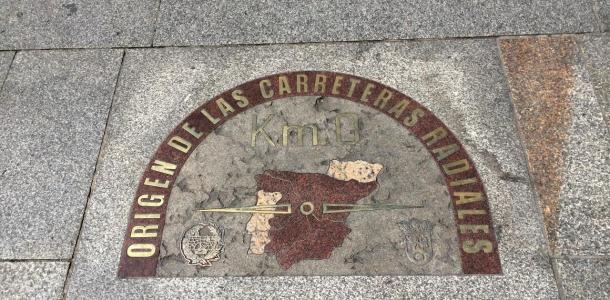 ORIGEN DE LAS CARRETERAS RADIALES
Km.0